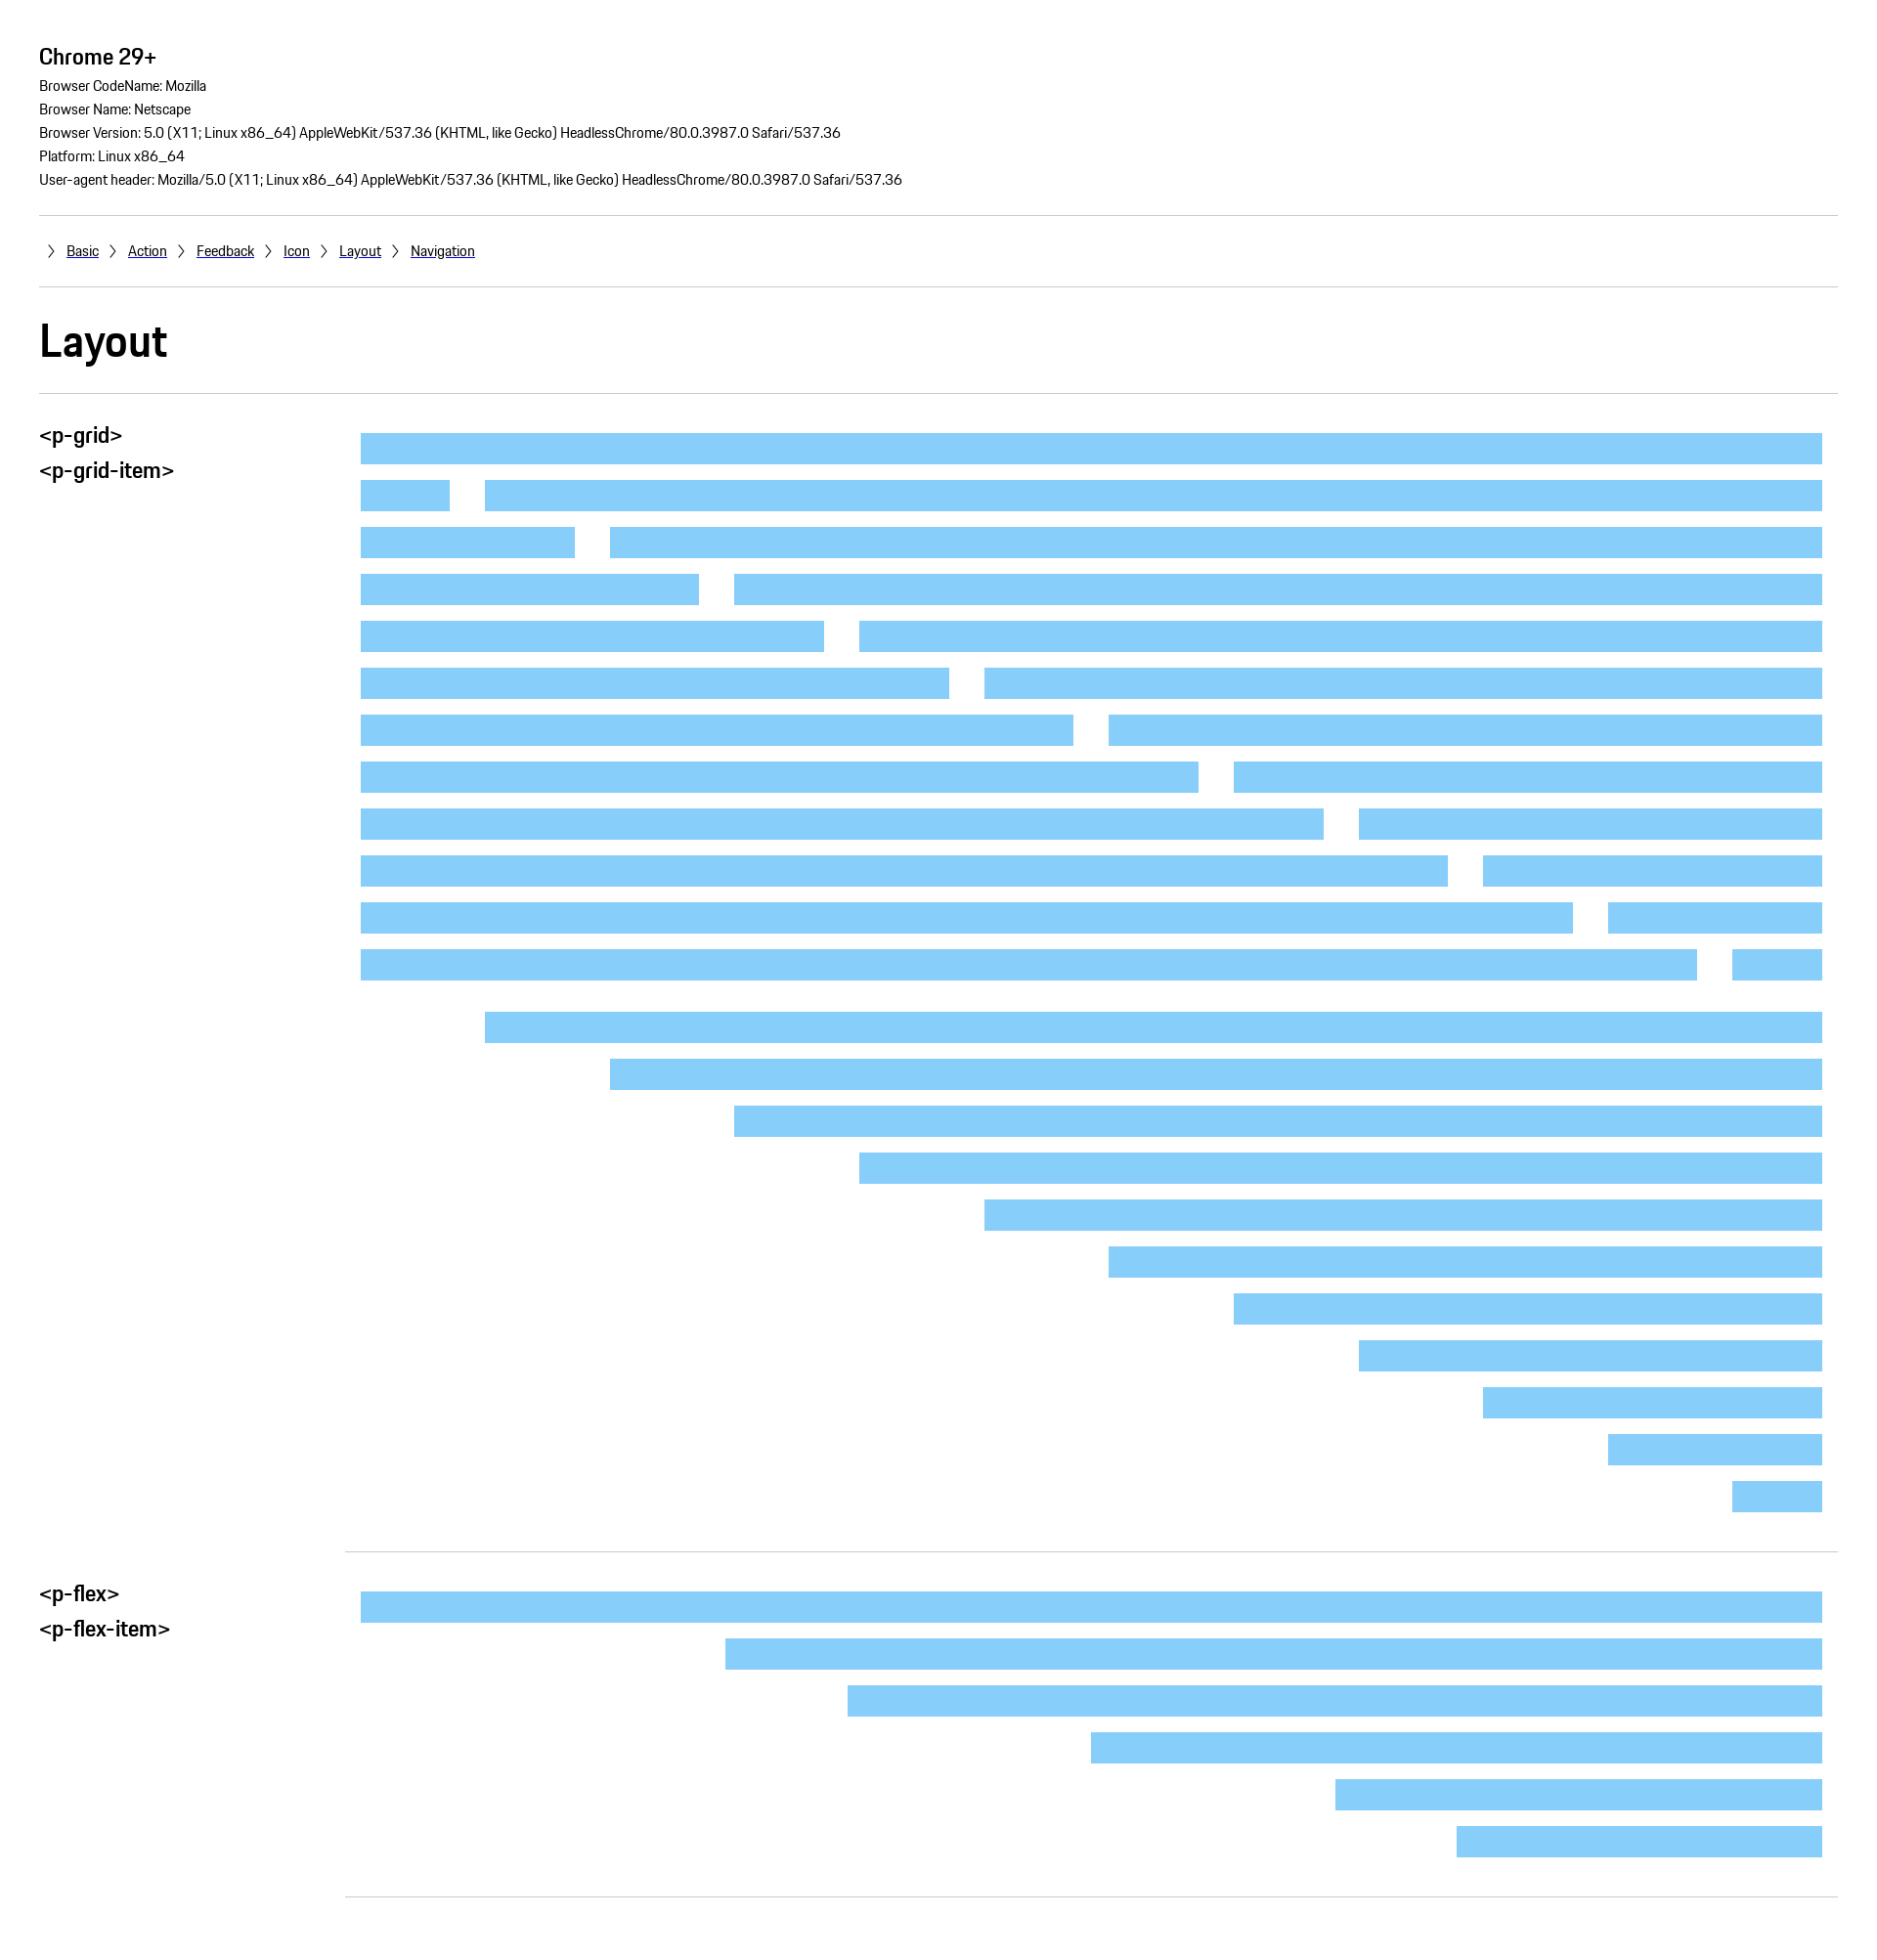 Chrome 29+
Browser CodeName: Mozilla
Browser Name: Netscape
Browser Version: 5.0 (X11; Linux x86_64) AppleWebKit/537.36 (KHTML, like Gecko) HeadlessChrome/80.0.3987.0 Safari/537.36
Platform: Linux x86_64
User-agent header: Mozilla/5.0 (X11; Linux x86_64) AppleWebKit/537.36 (KHTML, like Gecko) HeadlessChrome/80.0.3987.0 Safari/537.36
Basic Action Feedback Icon Layout Navigation
Layout
<p-grid>
<p-grid-item>
<p-flex>
<p-flex-item>